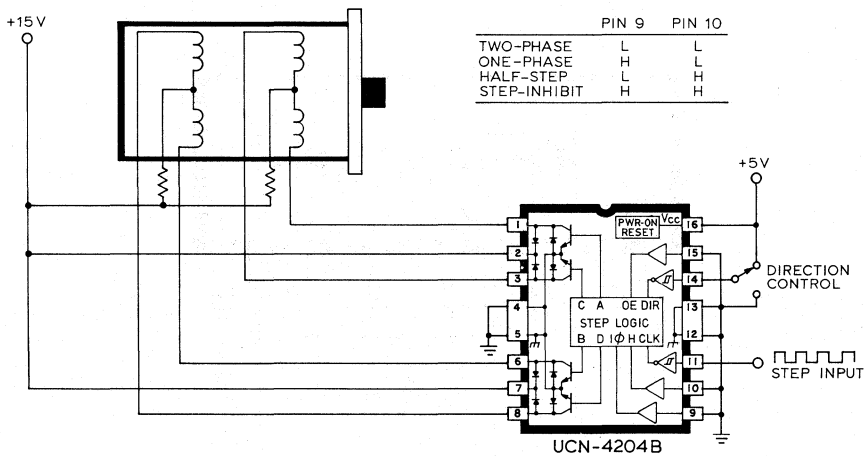 +15V
PIN 9 PIN 10
TWO-PHASE L L
ONE-PHASE H L
HALF-STEP L H
STEP-INHIBIT H H
+5V
PWR-ON
RESET
VCC
1
2
3
4
5
6
7
8
16
15
14
13
12
11
10
9
C A OE DIR
STEP LOGIC
B D IΦ H CLK
DIRECTION
CONTROL
STEP INPUT
UCN-4204B